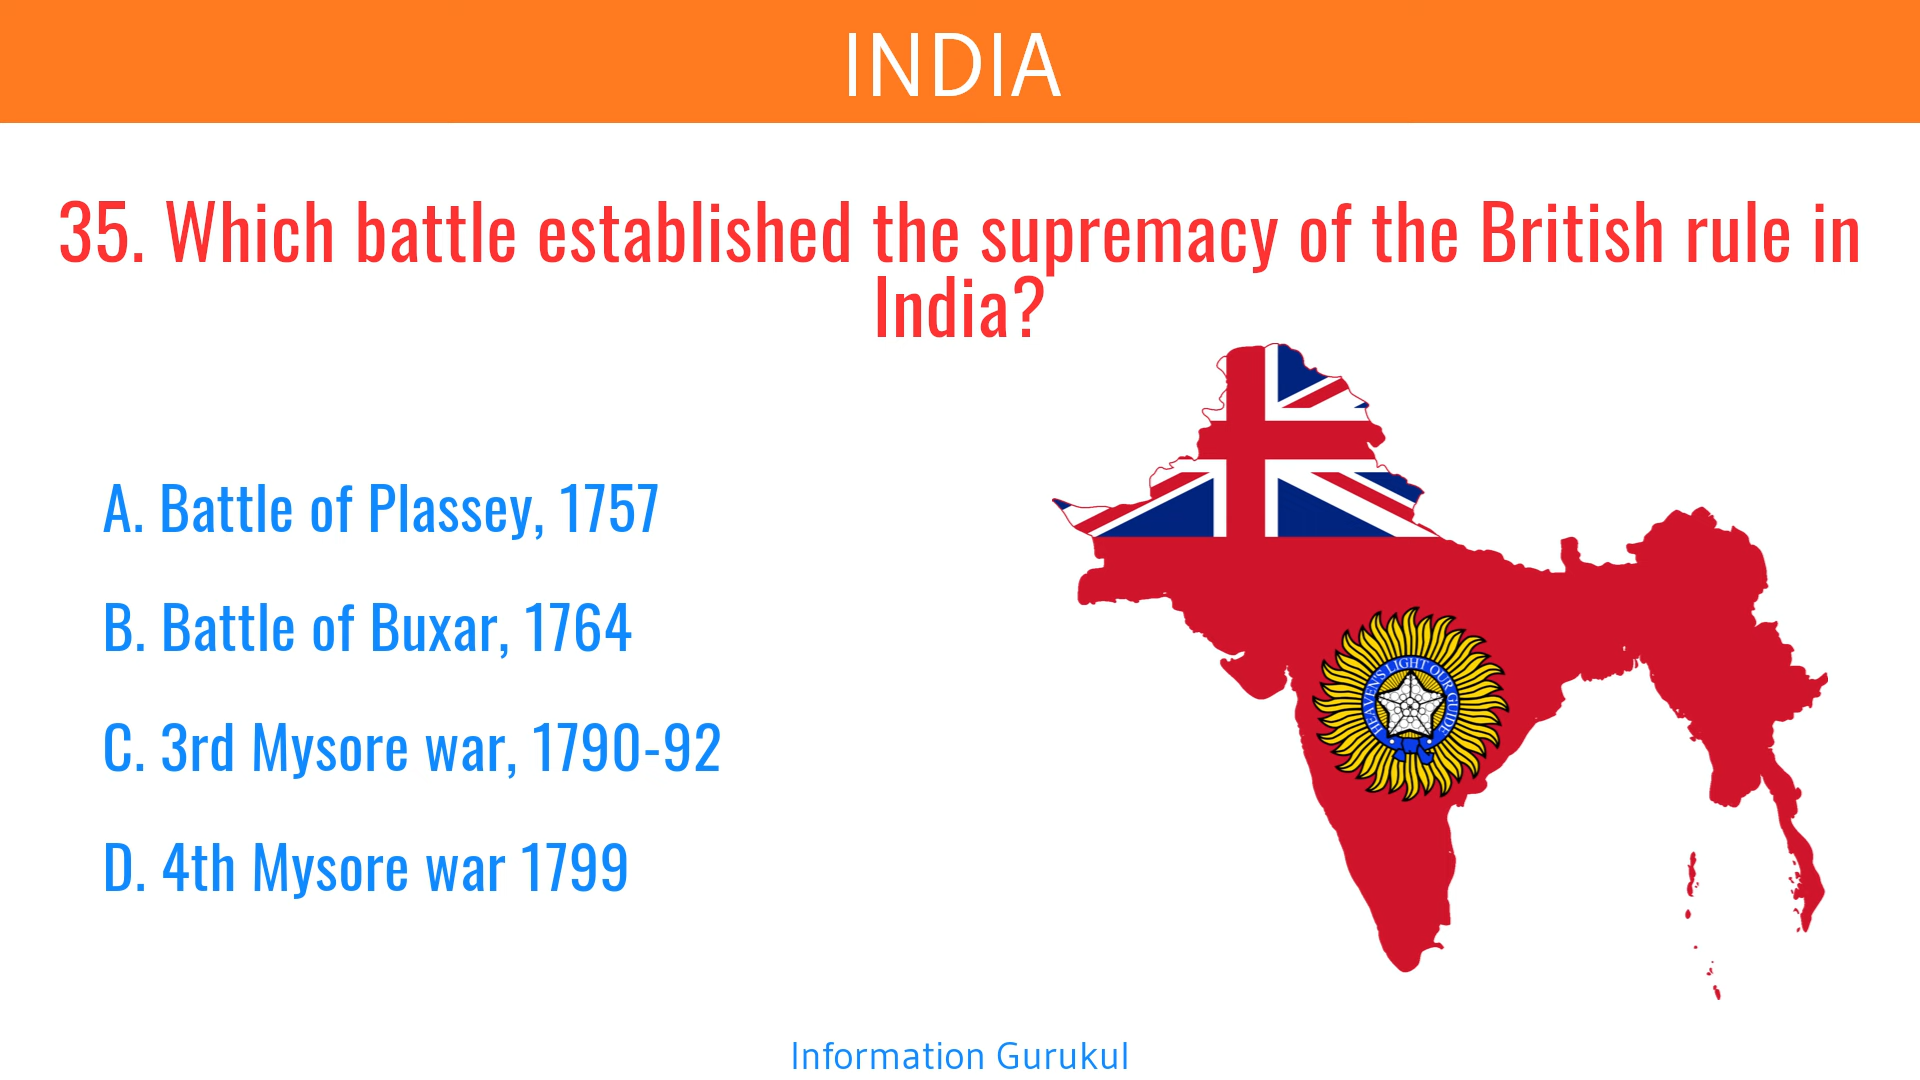 INDIA
35. Which battle established the supremacy of the British rule in
India?
A. Battle of Plassey, 1757
B. Battle of Buxar, 1764
C. 3rd Mysore war, 1790-92
D. 4th Mysore war 1799
HEAVEN'S LIGHT OUR GUIDE
Information Gurukul